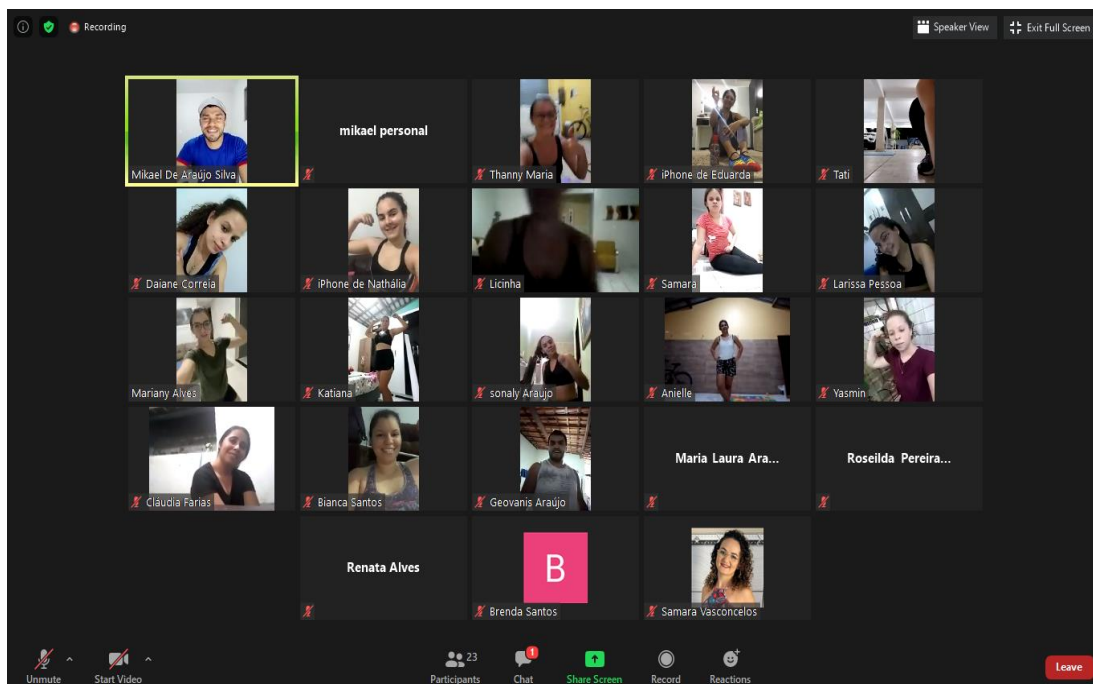 Recording
Speaker View
Exit Full Screen
Mikael De Araújo Silva
mikael personal
Thanny Maria
iPhone de Eduarda
Tati
Daiane Correia
iPhone de Nathália
Licinha
Samara
Larissa Pessoa
Mariany Alves
Katiana
sonaly Araujo
Anielle
Yasmin
Cláudia Farias
Bianca Santos
Geovanis Araújo
Maria Laura Ara...
Roseilda Pereira...
Renata Alves
B
Brenda Santos
Samara Vasconcelos
Unmute
Start Video
23
Participants
1
Chat
Share Screen
Record
Reactions
Leave